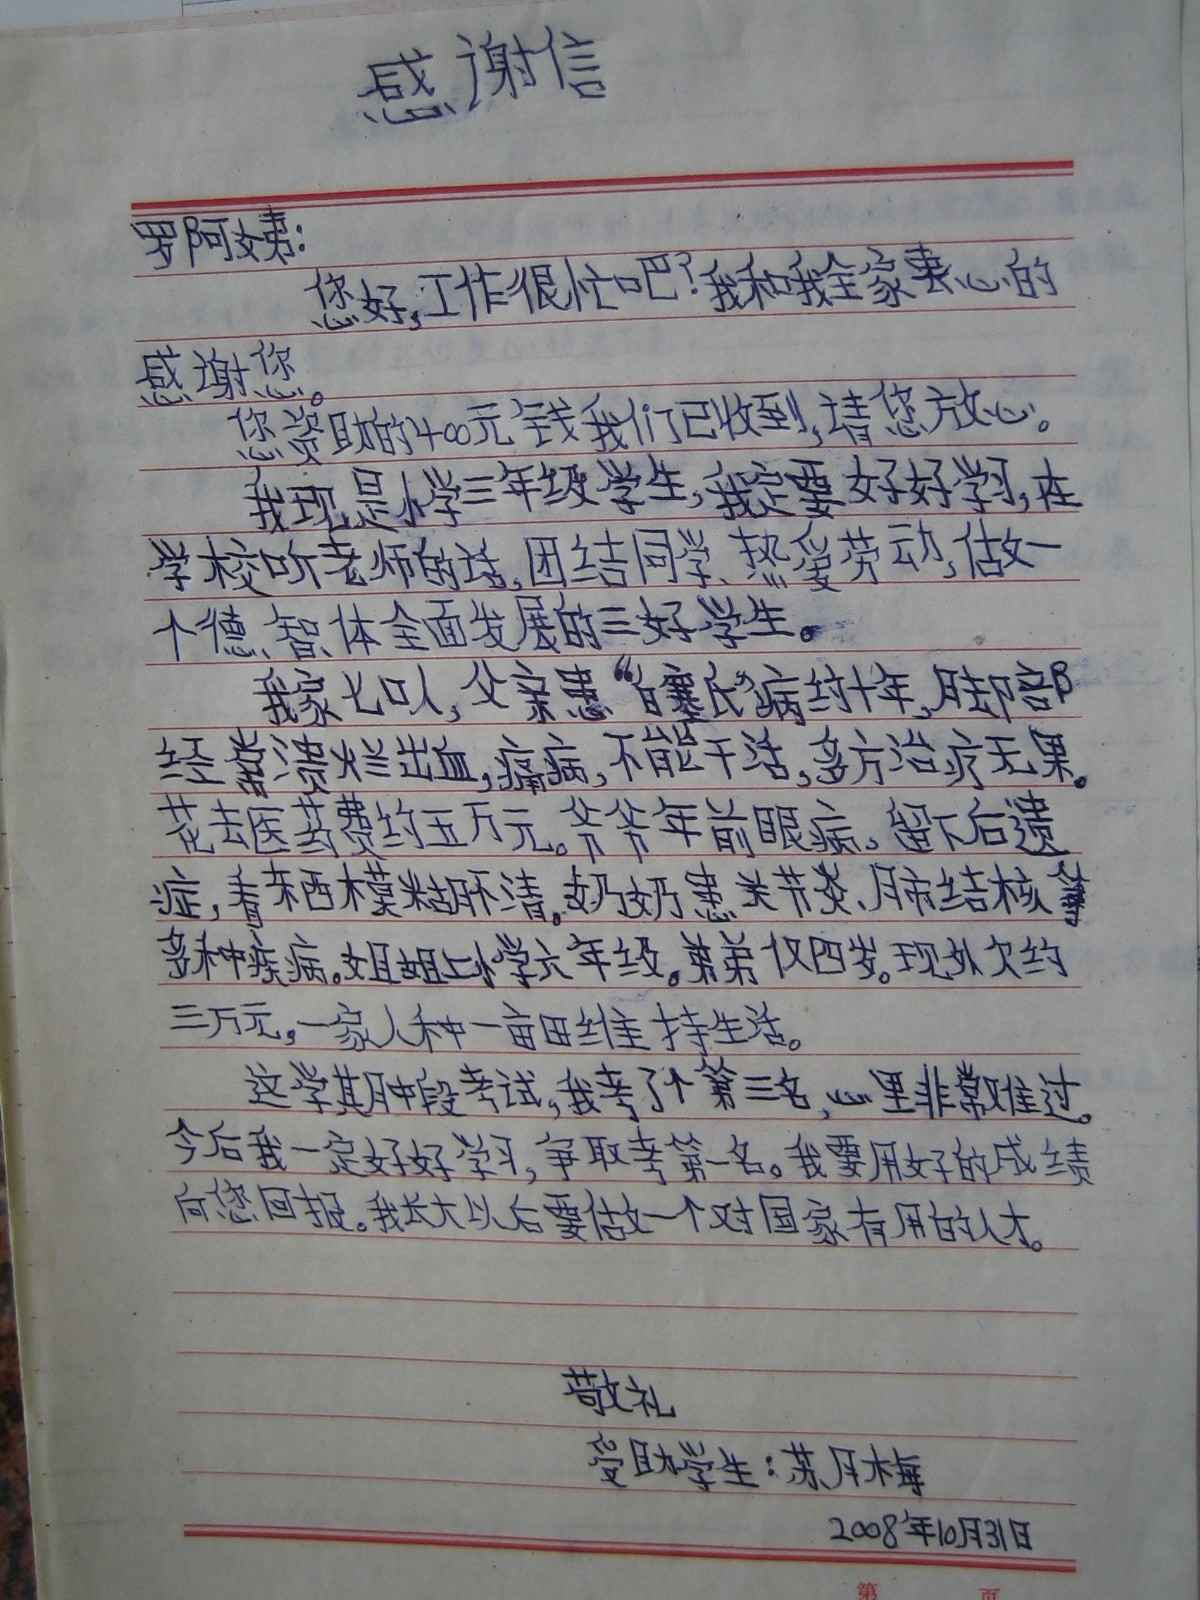 感谢信
罗阿姨:
您好,工作很忙吧?我和我全家衷心的
感谢您。
您资助的400元钱我们已收到,请您放心。
我现是小学三年级学生,我定要好好学习,在
学校听老师的话,团结同学、热爱劳动,做一
个德、智、体全面发展的三好学生。
我家七口人,父亲患“白塞氏”病约十年,脚部
经常溃烂出血,痛病,不能干活,多方治疗无果。
花去医药费约五万元。爷爷年前眼病,留下后遗
症,看东西模糊不清。奶奶患关节炎、肺结核等
多种疾病。姐姐上小学六年级。弟弟仅四岁。现外欠约
三万元,一家人种一亩田维持生活。
这学期中段考试,我考了个第三名,心里非常难过。
今后我一定好好学习,争取考第一名。我要用好的成绩
向您回报。我长大以后要做一个对国家有用的人才。
敬礼
受助学生:苏月梅
2008年10月31日
第 页